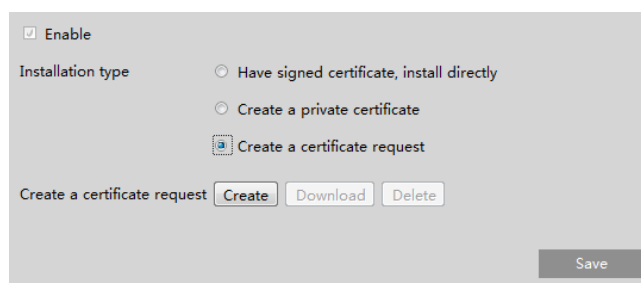 Enable
Installation type Have signed certificate, install directly
Create a private certificate
Create a certificate request
Create a certificate request Create Download Delete
Save